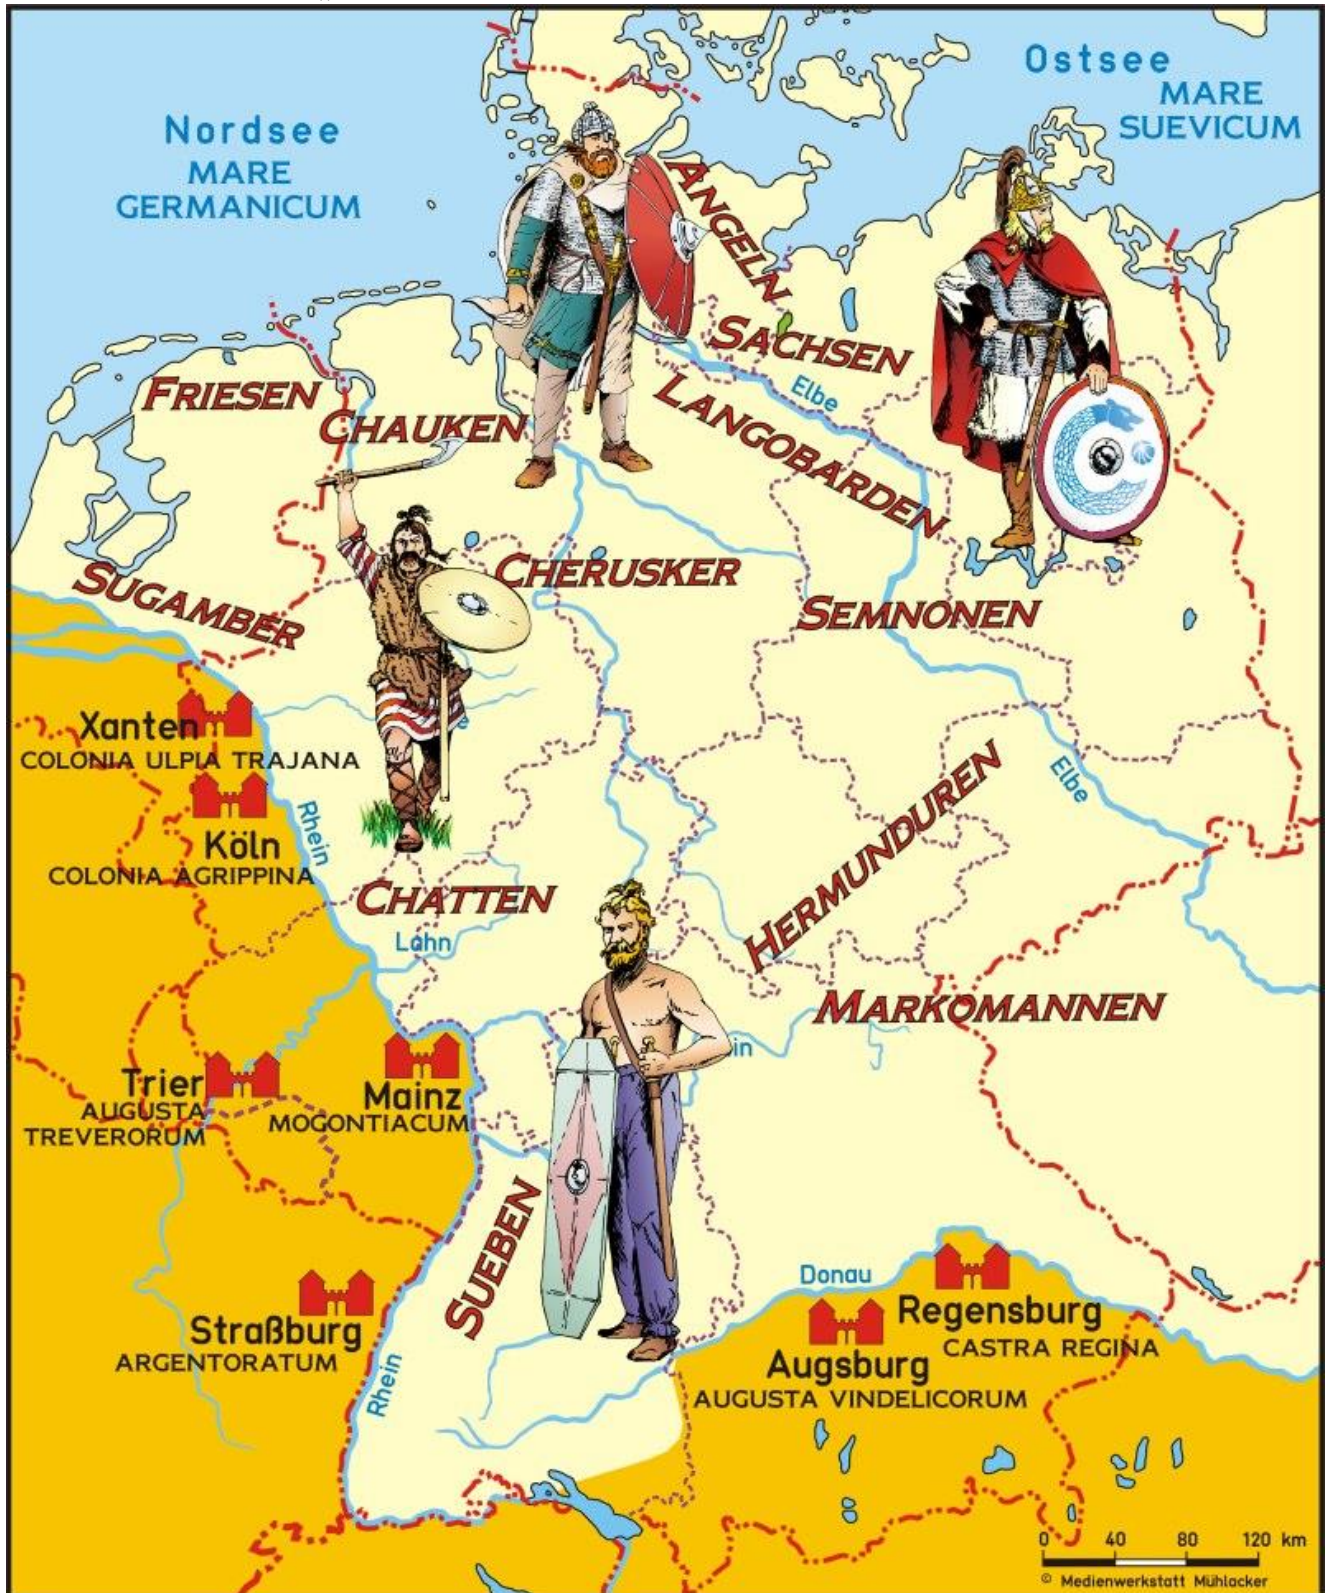 Nordsee
MARE
GERMANICUM
Ostsee
MARE
SUEVICUM
ANGELN
SACHSEN
FRIESEN
CHAUKEN
LANGOBARDEN
Elbe
CHERUSKER
SUGAMBER
SEMNONEN
Xanten
COLONIA ULPIA TRAJANA
Köln
COLONIA AGRIPPINA
Rhein
Elbe
HERMUNDUREN
CHATTEN
Lahn
MARKOMANNEN
Trier
AUGUSTA
TREVERORUM
Mainz
MOGONTIACUM
SUEBEN
Straßburg
ARGENTORATUM
Rhein
Donau
Regensburg
CASTRA REGINA
Augsburg
AUGUSTA VINDELICORUM
0 40 80 120 km
© Medienwerkstatt Mühlacker